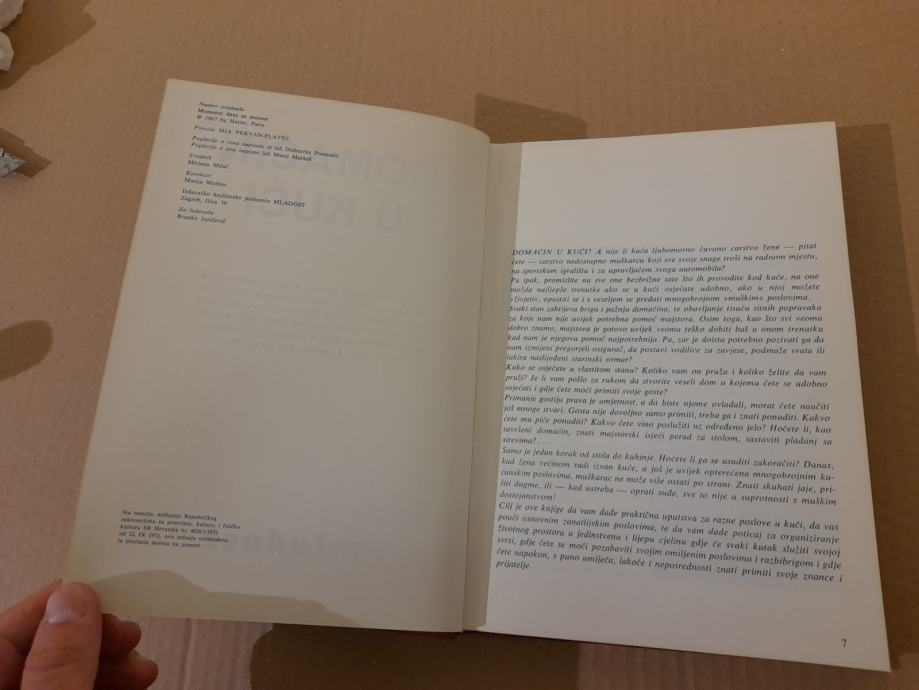 Naslov originala
Monsieur dans sa maison
© 1967 by Hatier, Paris
Prevela MIA PERVAN-PLAVEC
Poglavlje o vinu napisala dr inž. Dubravka
Poglavlje o siru napisao inž. Matej Markeš
Urednik
Mirjana Milač
Korektor
Marija Molnar
Izdavačko knjižarsko poduzeće MLADOST
Zagreb, Ilica 30
Za izdavača
Branko Juričević
Na temelju mišljenja Republičkog
sekretarijata za prosvjetu, kulturu i fizičku
kulturu SR Hrvatske br. 4028/1-1972.
od 22. IX 1972. ovo izdanje oslobođeno
je plaćanja poreza na promet.
DOMAĆIN U KUĆI? A nije li kuća ljubomorno čuvano carstvo žene — pitat
ćete — carstvo nedostupno muškarcu koji sve svoje snage troši na radnom mjestu,
na sportskom igralištu i za upravljačem svoga automobila?
Pa ipak, promislite na sve one bezbrižne sate što ih provodite kod kuće, na one
možda najljepše trenutke ako se u kući osjećate udobno, ako u njoj možete
»živjeti«, opustiti se i s veseljem se predati mnogobrojnim »muškim« poslovima.
Svaki stan zahtijeva brigu i pažnju domaćina, te obavljanje tisuću sitnih popravaka
za koje nam nije uvijek potrebna pomoć majstora. Osim toga, kao što svi veoma
dobro znamo, majstora je gotovo uvijek veoma teško dobiti baš u onom trenutku
kad nam je njegova pomoć najpotrebnija. Pa, zar je doista potrebno pozivati ga da
nam izmijeni pregorjeli osigurač, da postavi vodilice za zavjese, podmaže vrata ili
lakira naslijeđeni starinski ormar?
Kako se osjećate u vlastitom stanu? Koliko vam on pruža i koliko želite da vam
pruži? Je li vam pošlo za rukom da stvorite veseli dom u kojemu ćete se udobno
osjećati i gdje ćete moći primiti svoje goste?
Primanje gostiju prava je umjetnost, a da biste njome ovladali, morat ćete naučiti
još mnoge stvari. Gosta nije dovoljno samo primiti, treba ga i znati ponuditi. Kakvo
ćete mu piće ponuditi? Kakvo ćete vino poslužiti uz određeno jelo? Hoćete li, kao
savršeni domaćin, znati majstorski isjeći perad za stolom, sastaviti pladanj sa
sirevima? . . .
Samo je jedan korak od stola do kuhinje. Hoćete li ga se usuditi zakoračiti? Danas,
kad žena većinom radi izvan kuće, a još je uvijek opterećena mnogobrojnim ku-
ćanskim poslovima, muškarac ne može više ostati po strani. Znati skuhati jaje, pri-
šiti dugme, ili — kad ustreba — oprati suđe, sve to nije u suprotnosti s muškim
dostojanstvom!
Cilj je ove knjige da vam dade praktična uputstva za razne poslove u kući, da vas
pouči osnovnim zanatlijskim poslovima, te da vam dade poticaj za organiziranje
životnog prostora u jedinstvenu i lijepu cjelinu gdje će svaki kutak služiti svojoj
svrsi, gdje ćete se moći pozabaviti svojim omiljenim poslovima i razbibrigom i gdje
ćete napokon, s puno umijeća, lakoće i neposrednosti znati primiti svoje znance i
prijatelje.
7